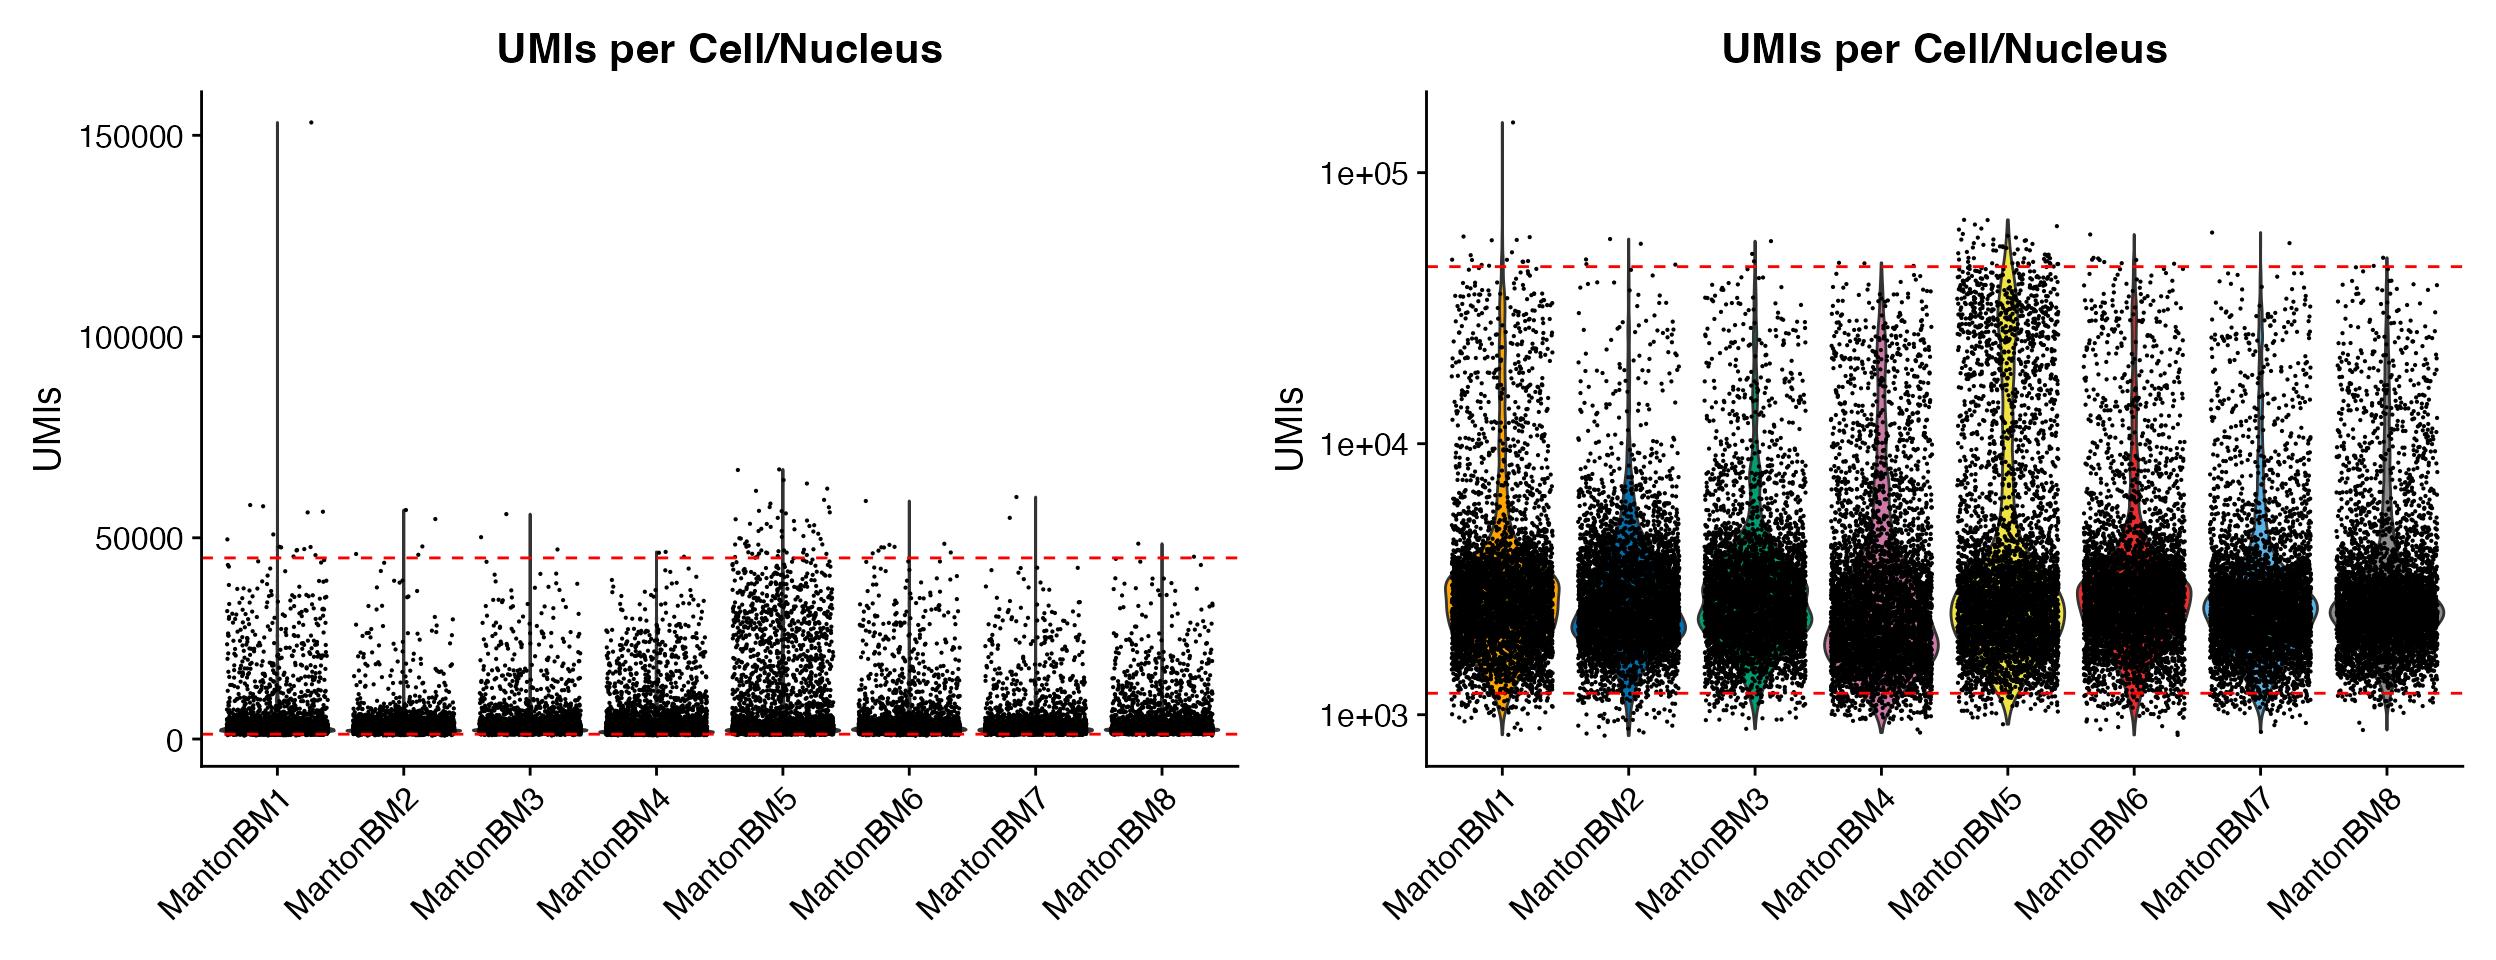 UMIs per Cell/Nucleus
UMIs
150000
100000
50000
0
MantonBM1
MantonBM2
MantonBM3
MantonBM4
MantonBM5
MantonBM6
MantonBM7
MantonBM8
UMIs per Cell/Nucleus
UMIs
1e+05
1e+04
1e+03
MantonBM1
MantonBM2
MantonBM3
MantonBM4
MantonBM5
MantonBM6
MantonBM7
MantonBM8